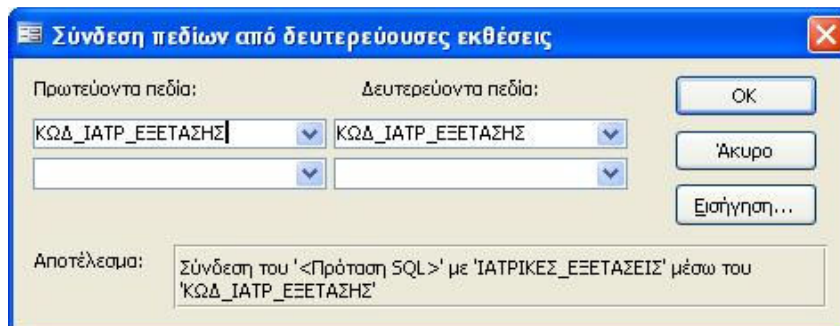 Σύνδεση πεδίων από δευτερεύουσες εκθέσεις
Πρωτεύοντα πεδία: Δευτερεύοντα πεδία:
ΚΩΔ_ΙΑΤΡ_ΕΞΕΤΑΣΗΣ ΚΩΔ_ΙΑΤΡ_ΕΞΕΤΑΣΗΣ
OK
Άκυρο
Εισήγηση...
Αποτέλεσμα:
Σύνδεση του '<Πρόταση SQL>' με 'ΙΑΤΡΙΚΕΣ_ΕΞΕΤΑΣΕΙΣ' μέσω του
'ΚΩΔ_ΙΑΤΡ_ΕΞΕΤΑΣΗΣ'